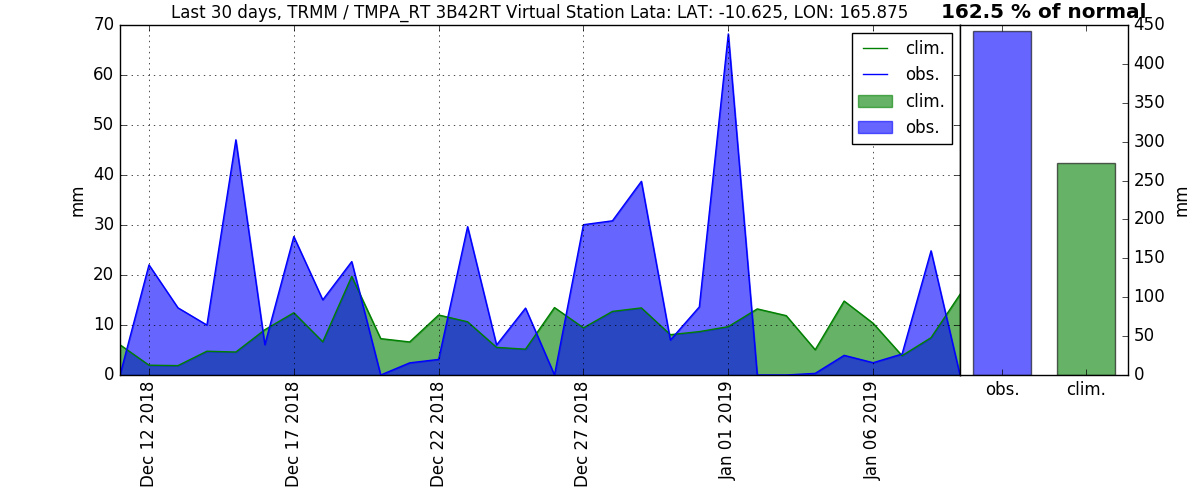 Last 30 days, TRMM / TMPA_RT 3B42RT Virtual Station Lata: LAT: -10.625, LON: 165.875
162.5 % of normal
70
60
50
40
30
20
10
0
mm
clim.
obs.
clim.
obs.
Dec 12 2018
Dec 17 2018
Dec 22 2018
Dec 27 2018
Jan 01 2019
Jan 06 2019
450
400
350
300
250
200
150
100
50
0
mm
obs.
clim.